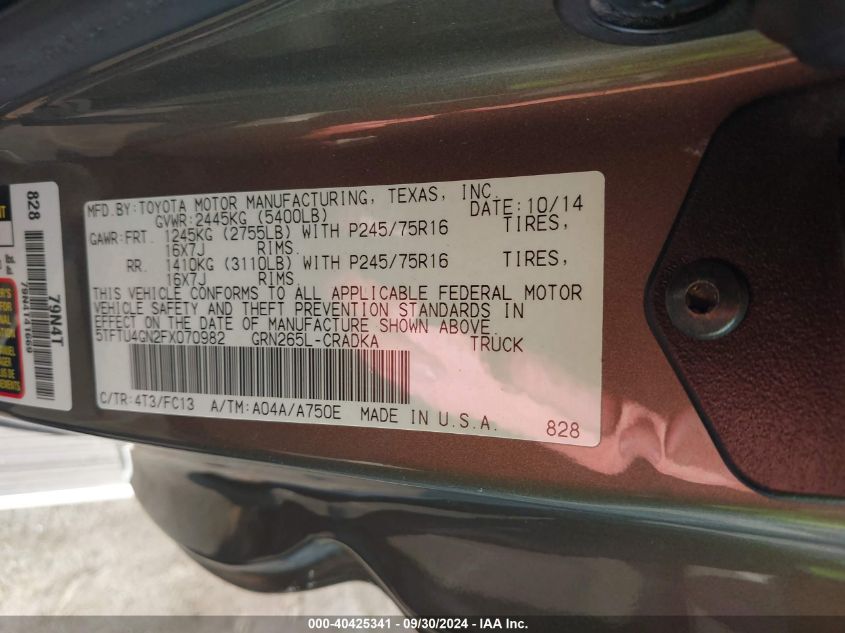 MFD.BY:TOYOTA MOTOR MANUFACTURING, TEXAS, INC.
GVWR:2445KG (5400LB) DATE:10/14
GAWR:FRT. 1245KG (2755LB) WITH P245/75R16 TIRES,
16X7J RIMS.
RR. 1410KG (3110LB) WITH P245/75R16 TIRES,
16X7J RIMS.
THIS VEHICLE CONFORMS TO ALL APPLICABLE FEDERAL MOTOR
VEHICLE SAFETY AND THEFT PREVENTION STANDARDS IN
EFFECT ON THE DATE OF MANUFACTURE SHOWN ABOVE.
5TFTU4GN2FX070982 GRN265L-CRADKA TRUCK
C/TR:4T3/FC13 A/TM:A04A/A750E MADE IN U.S.A.
828
828
79N4T
000-40425341 - 09/30/2024 - IAA Inc.